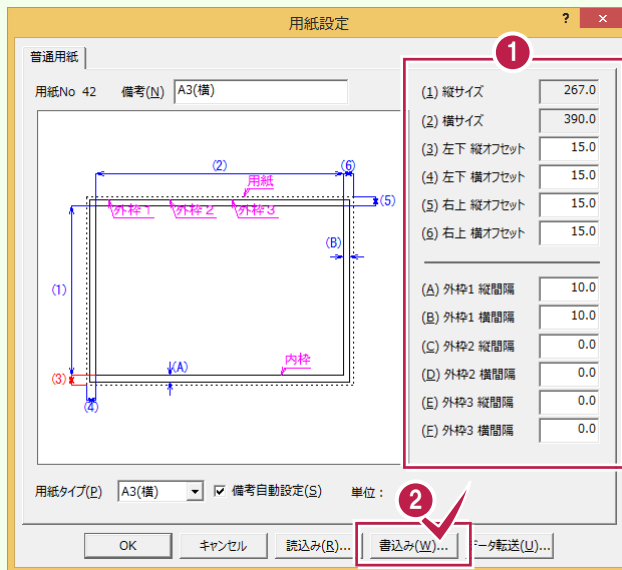 用紙設定
? ×
普通用紙
用紙No 42 備考(N) A3(横)
(2)
(6)
用紙
(5)
外枠1 外枠2 外枠3
(B)
(1)
内枠
(A)
(3)
(4)
1
(1) 縦サイズ 267.0
(2) 横サイズ 390.0
(3) 左下 縦オフセット 15.0
(4) 左下 横オフセット 15.0
(5) 右上 縦オフセット 15.0
(6) 右上 横オフセット 15.0
(A) 外枠1 縦間隔 10.0
(B) 外枠1 横間隔 10.0
(C) 外枠2 縦間隔 0.0
(D) 外枠2 横間隔 0.0
(E) 外枠3 縦間隔 0.0
(F) 外枠3 横間隔 0.0
用紙タイプ(P) A3(横) 備考自動設定(S) 単位:
2
OK キャンセル 読込み(R)... 書込み(W)... データ転送(U)...